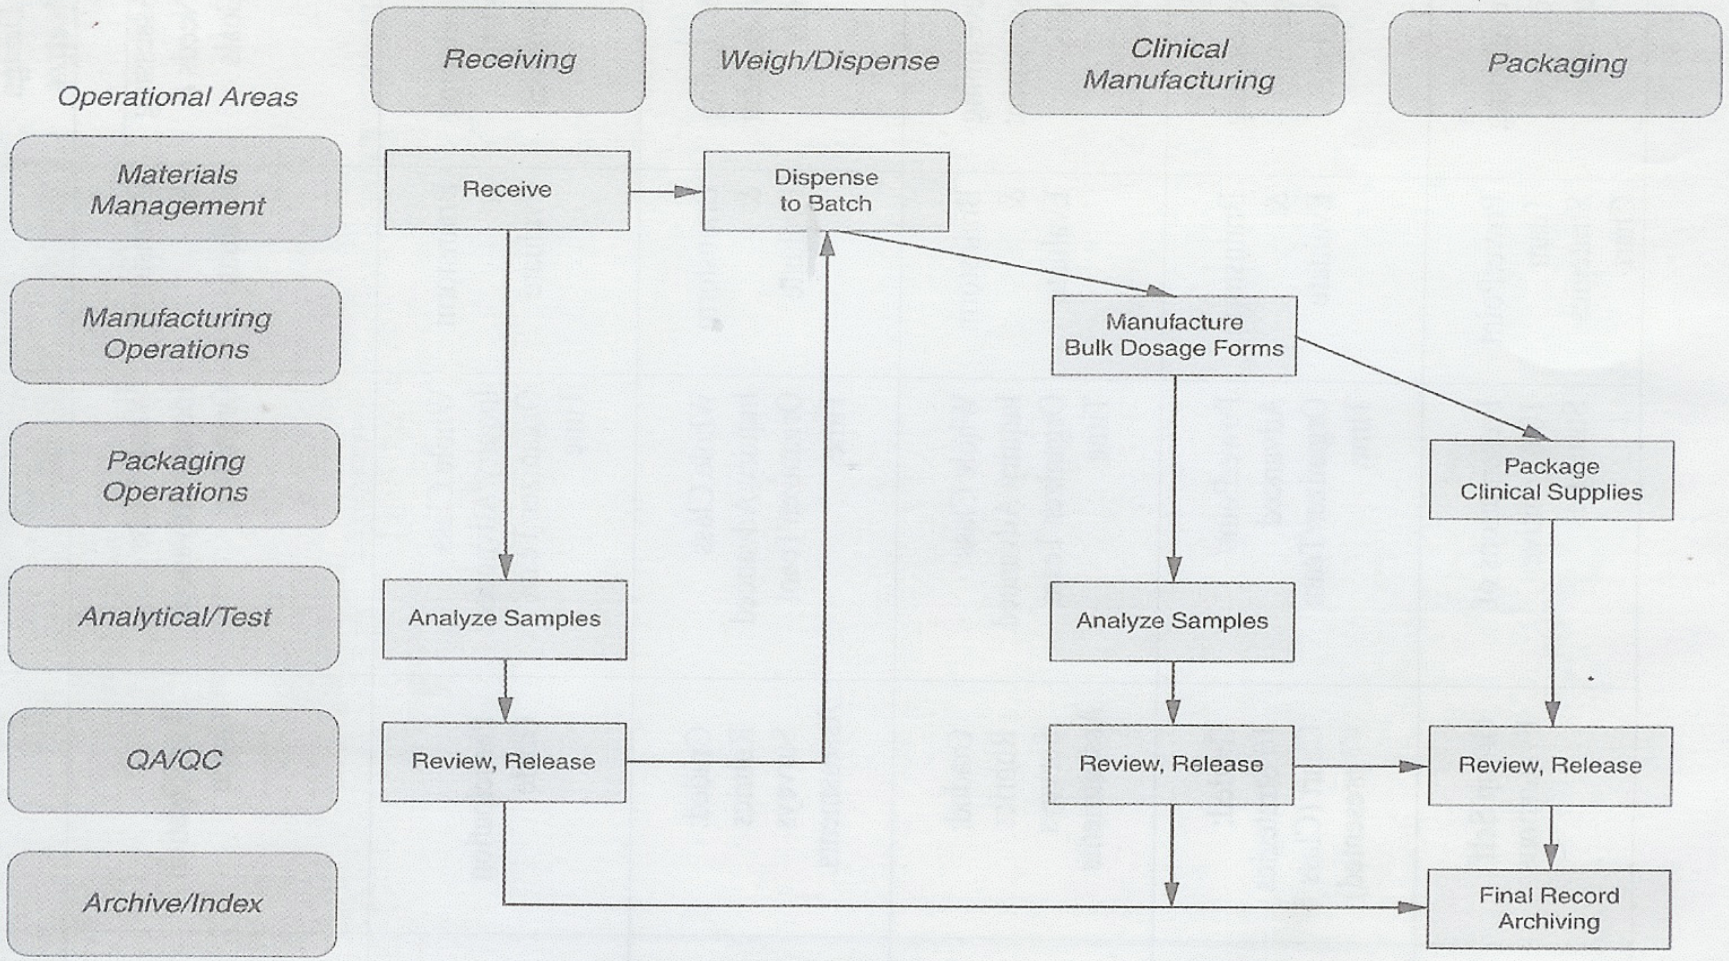 Receiving
Weigh/Dispense
Clinical
Manufacturing
Packaging
Operational Areas
Materials
Management
Receive
Dispense
to Batch
Manufacturing
Operations
Manufacture
Bulk Dosage Forms
Packaging
Operations
Package
Clinical Supplies
Analytical/Test
Analyze Samples
Analyze Samples
QA/QC
Review, Release
Review, Release
Review, Release
Archive/Index
Final Record
Archiving